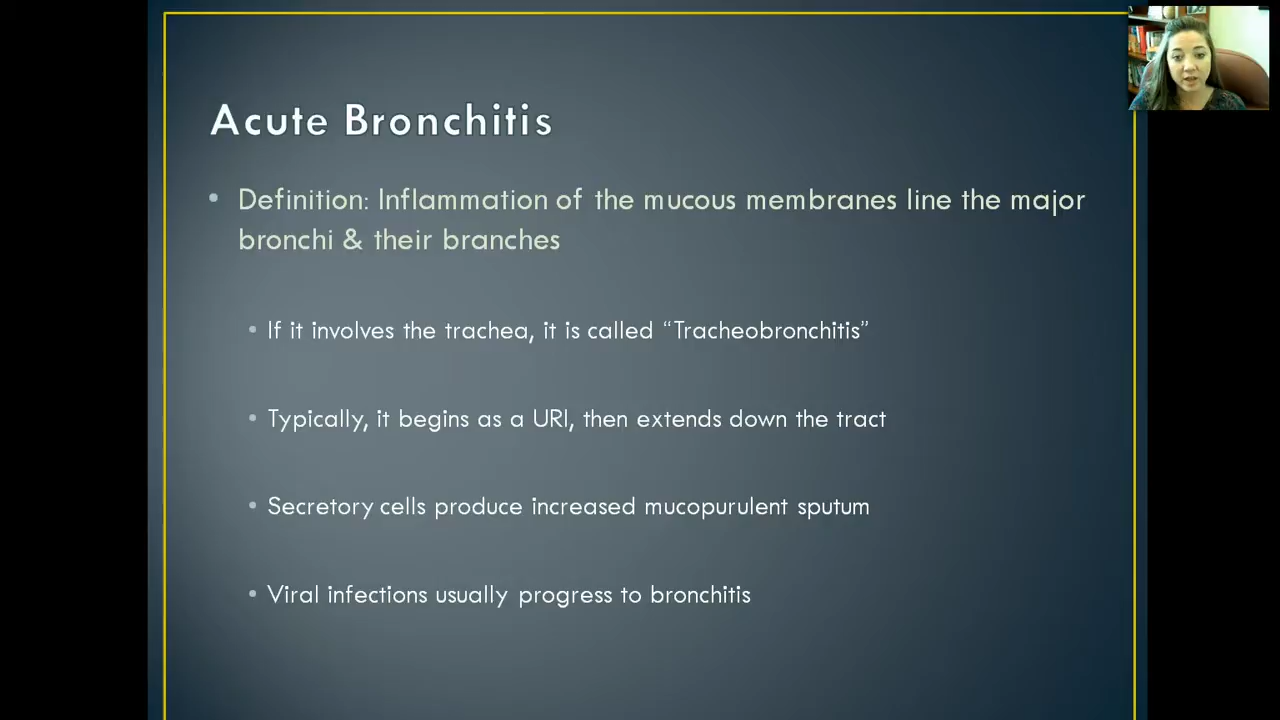 Acute Bronchitis
• Definition: Inflammation of the mucous membranes line the major
bronchi & their branches
• If it involves the trachea, it is called “Tracheobronchitis”
• Typically, it begins as a URI, then extends down the tract
• Secretory cells produce increased mucopurulent sputum
• Viral infections usually progress to bronchitis